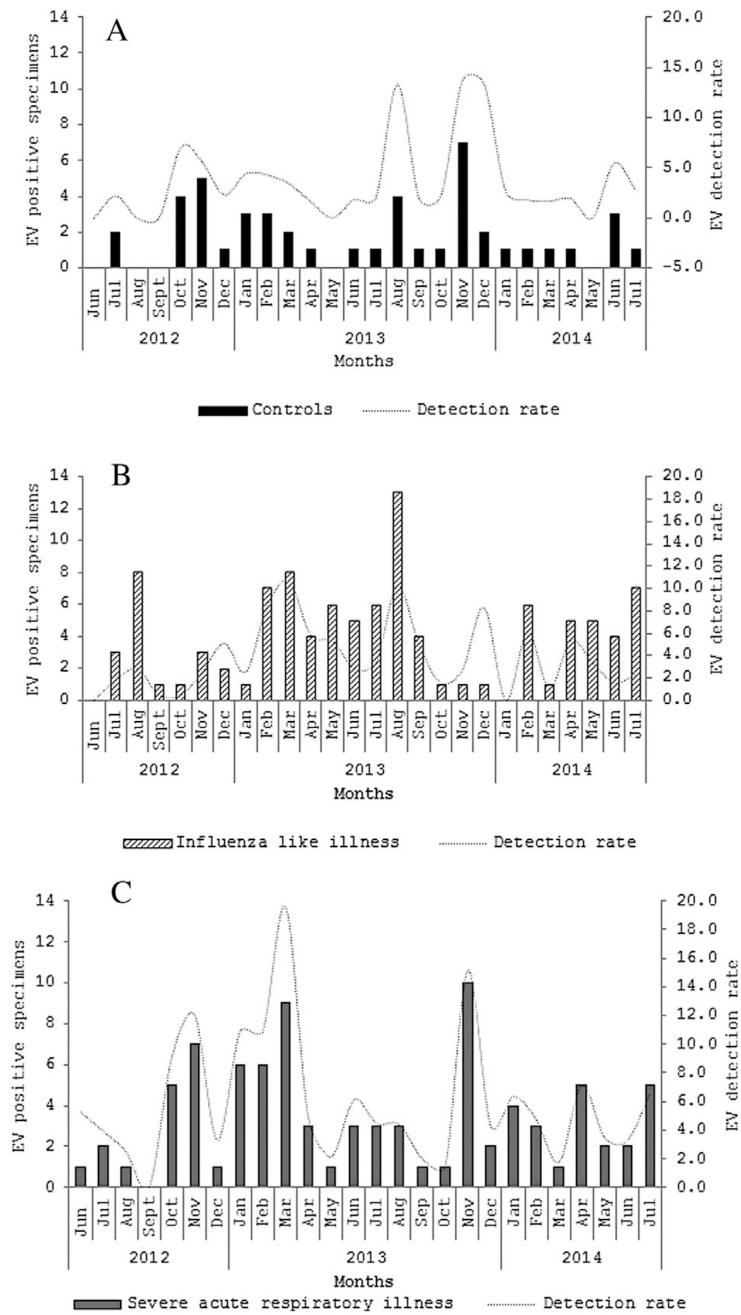 A
14
12
10
8
6
4
2
0
EV positive specimens
20.0
15.0
10.0
5.0
0.0
-5.0
EV detection rate
Jun Jul Aug Sept Oct Nov Dec Jan Feb Mar Apr May Jun Jul Aug Sep Oct Nov Dec Jan Feb Mar Apr May Jun Jul
2012 2013 2014
Months
Controls Detection rate
B
14
12
10
8
6
4
2
0
EV positive specimens
20.0
18.0
16.0
14.0
12.0
10.0
8.0
6.0
4.0
2.0
0.0
EV detection rate
Jun Jul Aug Sept Oct Nov Dec Jan Feb Mar Apr May Jun Jul Aug Sep Oct Nov Dec Jan Feb Mar Apr May Jun Jul
2012 2013 2014
Months
Influenza like illness Detection rate
C
14
12
10
8
6
4
2
0
EV positive specimens
20.0
18.0
16.0
14.0
12.0
10.0
8.0
6.0
4.0
2.0
0.0
EV detection rate
Jun Jul Aug Sept Oct Nov Dec Jan Feb Mar Apr May Jun Jul Aug Sep Oct Nov Dec Jan Feb Mar Apr May Jun Jul
2012 2013 2014
Months
Severe acute respiratory illness Detection rate